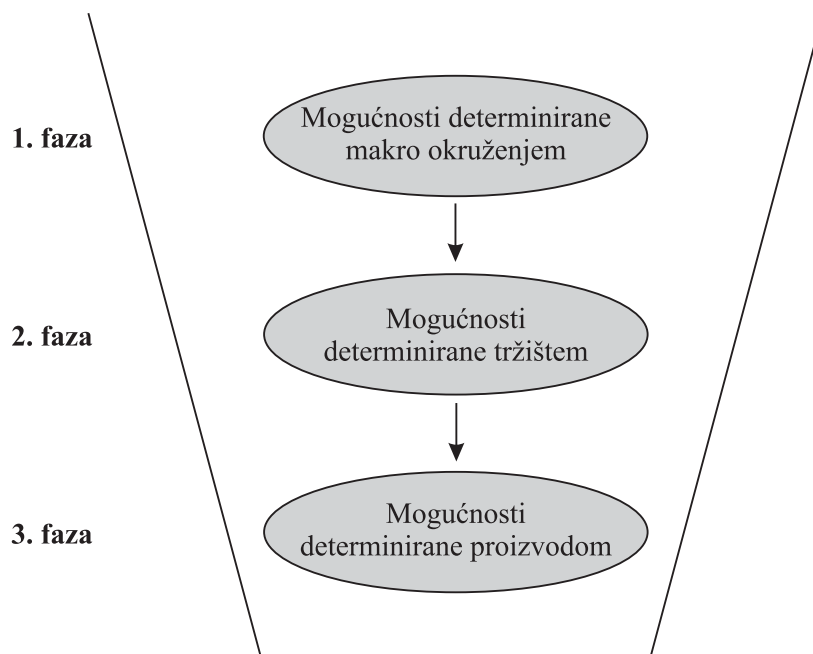 1. faza
Mogućnosti determinirane
makro okruženjem
2. faza
Mogućnosti
determinirane tržištem
3. faza
Mogućnosti
determinirane proizvodom